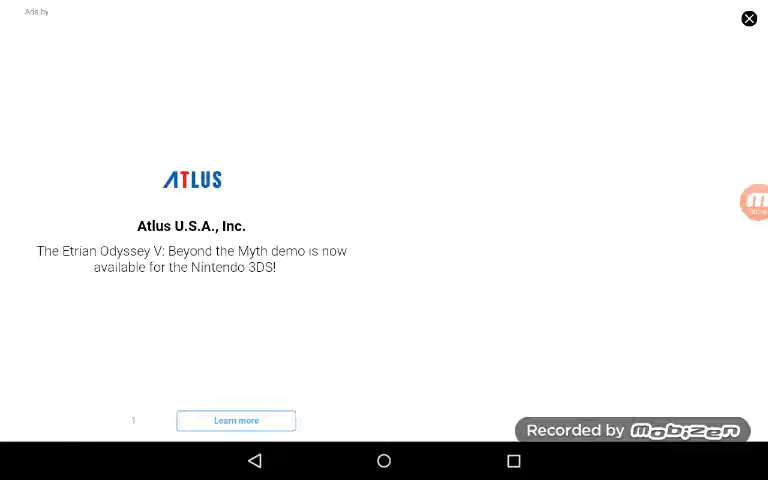 Ads by
ATLUS
Atlus U.S.A., Inc.
The Etrian Odyssey V: Beyond the Myth demo is now
available for the Nintendo 3DS!
1
Learn more
Recorded by mobizen